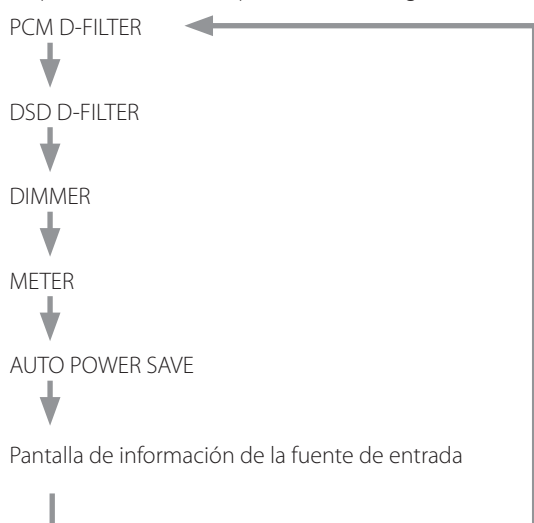 PCM D-FILTER
DSD D-FILTER
DIMMER
METER
AUTO POWER SAVE
Pantalla de información de la fuente de entrada